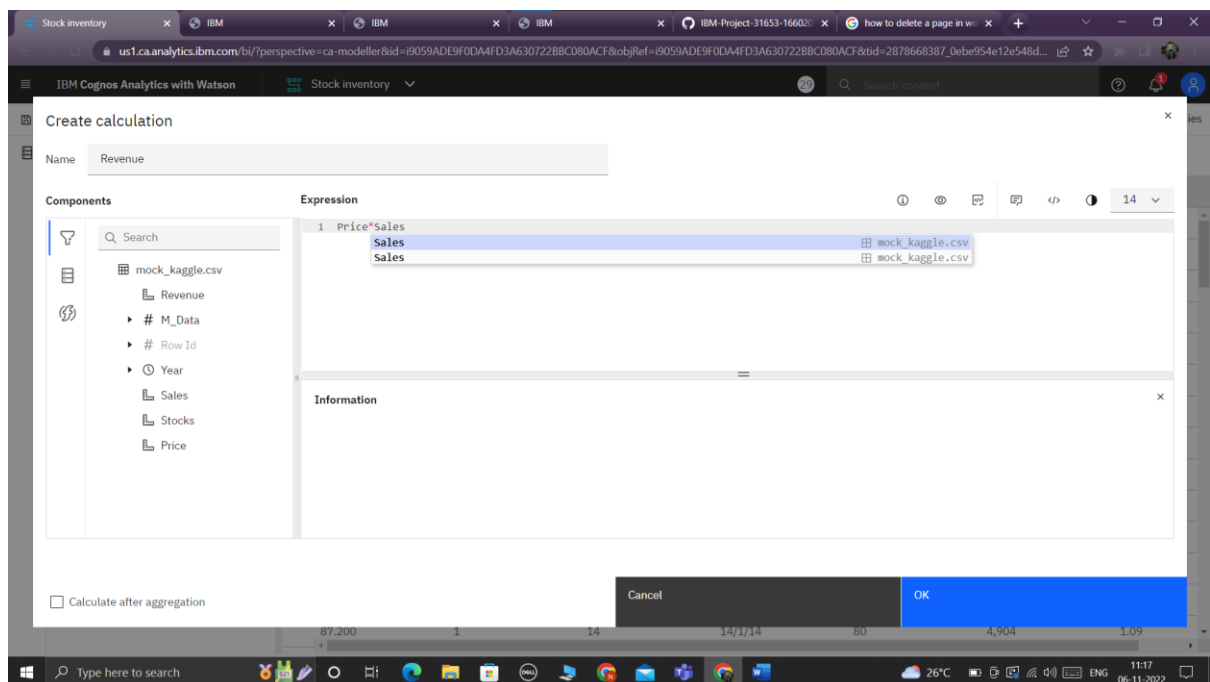 Stock inventory IBM IBM IBM IBM-Project-31653-16602 how to delete a page in wo
us1.ca.analytics.ibm.com/bi/?perspective=ca-modeller&id=i9059ADE9F0DA4FD3A630722BBC080ACF&objRef=i9059ADE9F0DA4FD3A630722BBC080ACF&tid=2878668387_0ebe954e12e548d...
IBM Cognos Analytics with Watson Stock inventory 29 Search content 1
Create calculation ies
Name Revenue
Components Expression 14
1 Price*Sales
Search Sales mock_kaggle.csv
Sales mock_kaggle.csv
mock_kaggle.csv
Revenue
# M_Data
# Row Id
Year
Sales Information
Stocks
Price
Calculate after aggregation Cancel OK
87.200 1 14 14/1/14 80 4,904 1.09
Type here to search DELL 26°C ENG 11:17
06-11-2022